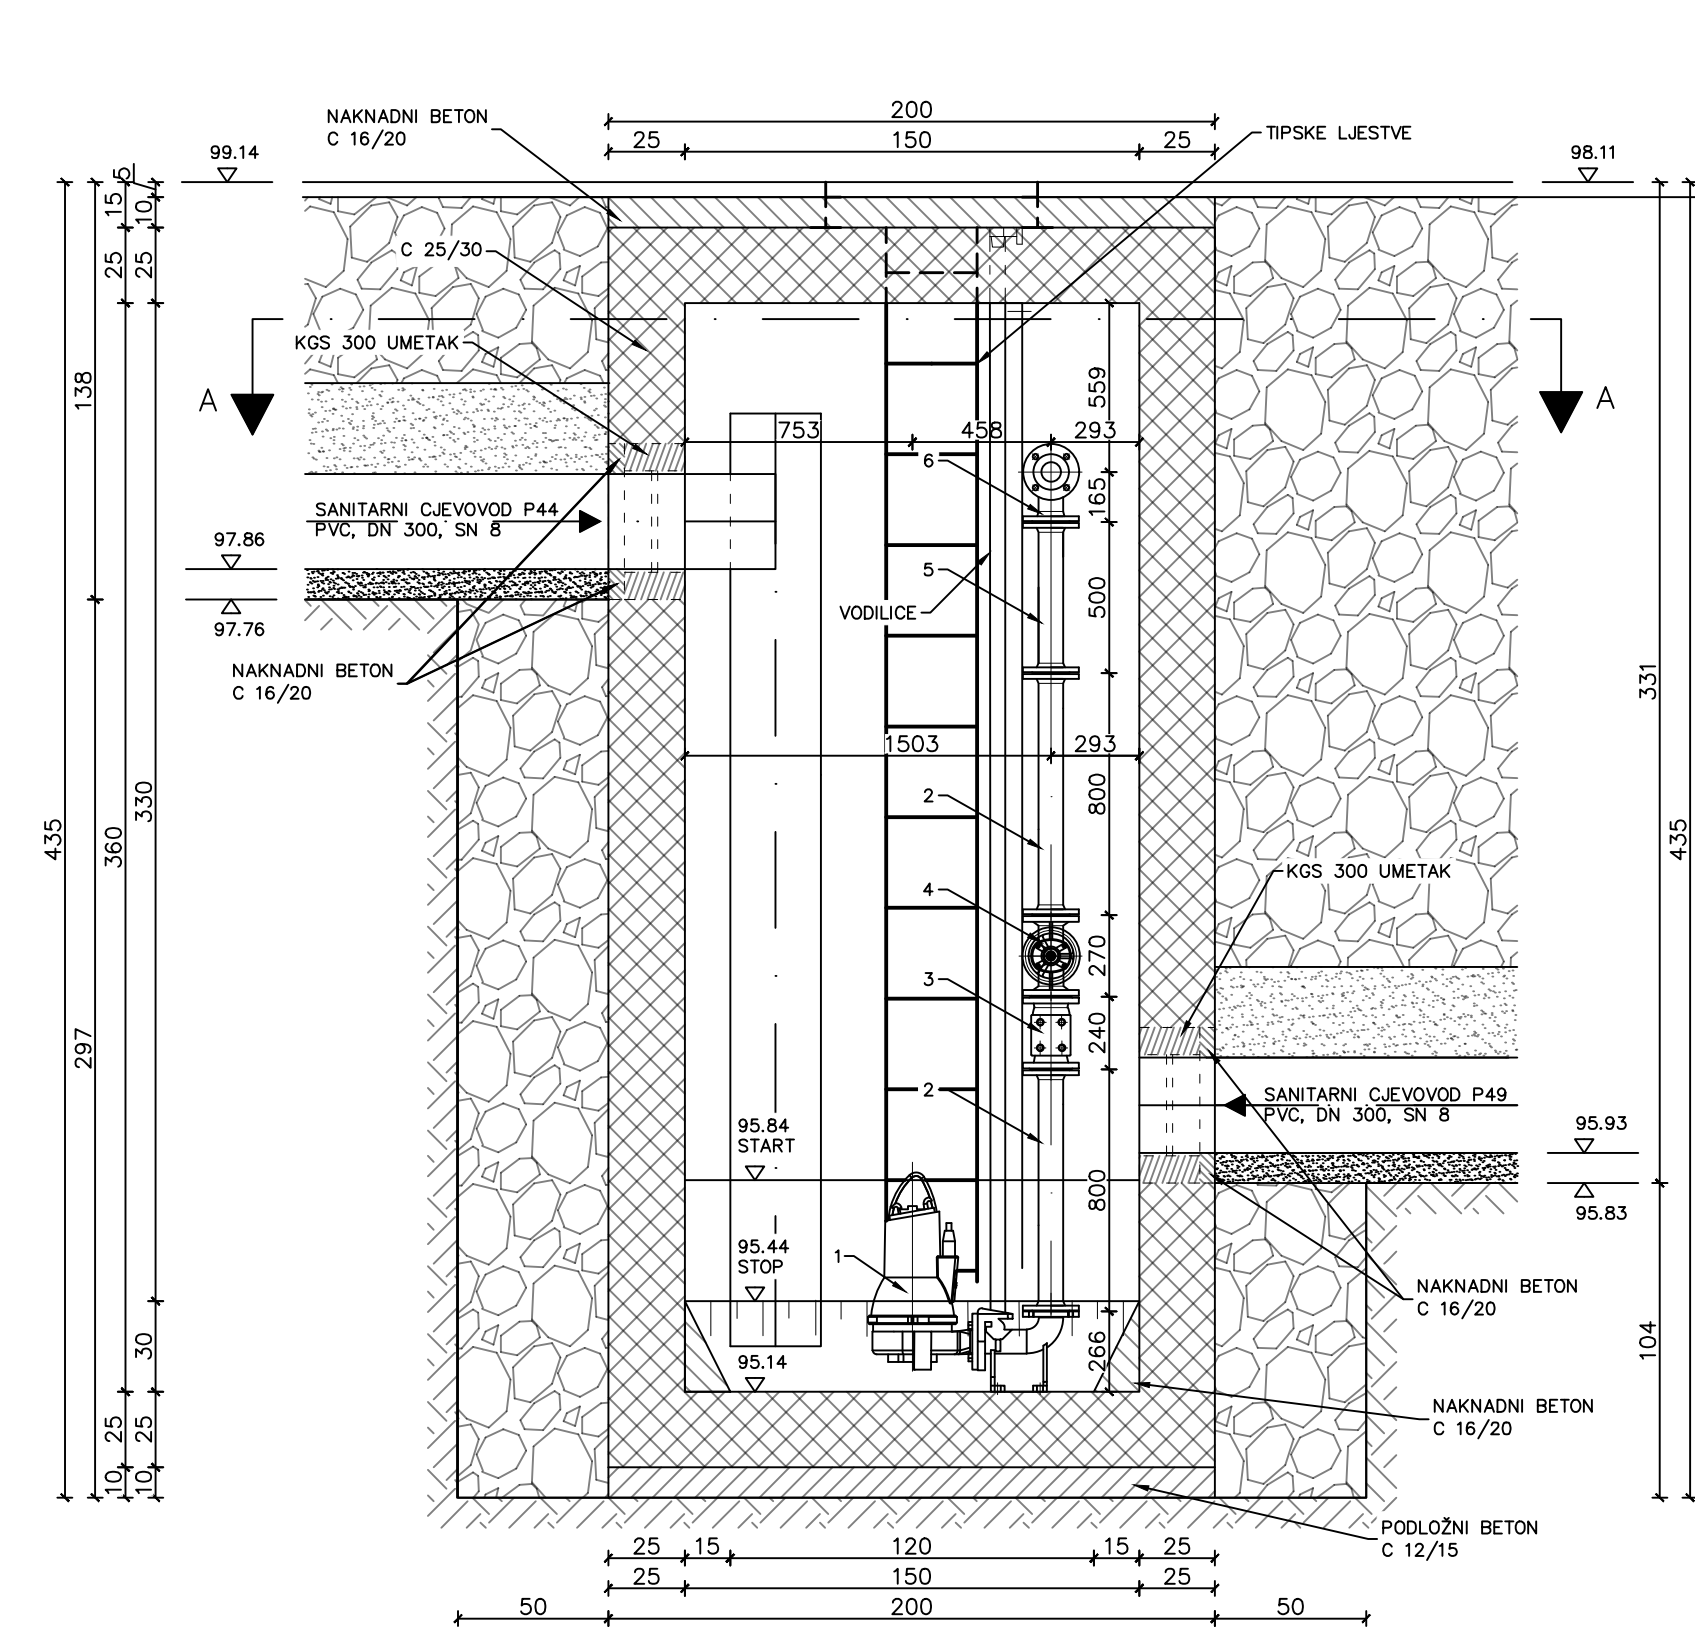 200
25
150
25
NAKNADNI BETON
C 16/20
TIPSKE LJESTVE
99.14
98.11
5
15
10
25
25
C 25/30
KGS 300 UMETAK
A
A
138
559
753
458
293
6
165
SANITARNI CJEVOVOD P44
PVC, DN 300, SN 8
97.86
97.76
5
500
VODILICE
NAKNADNI BETON
C 16/20
331
1503
293
2
800
330
360
435
435
KGS 300 UMETAK
4
270
3
240
297
2
SANITARNI CJEVOVOD P49
PVC, DN 300, SN 8
95.84
START
95.93
800
95.83
95.44
STOP
1
NAKNADNI BETON
C 16/20
30
266
104
95.14
NAKNADNI BETON
C 16/20
25
25
10
10
PODLOŽNI BETON
C 12/15
25
15
120
15
25
25
150
25
50
200
50